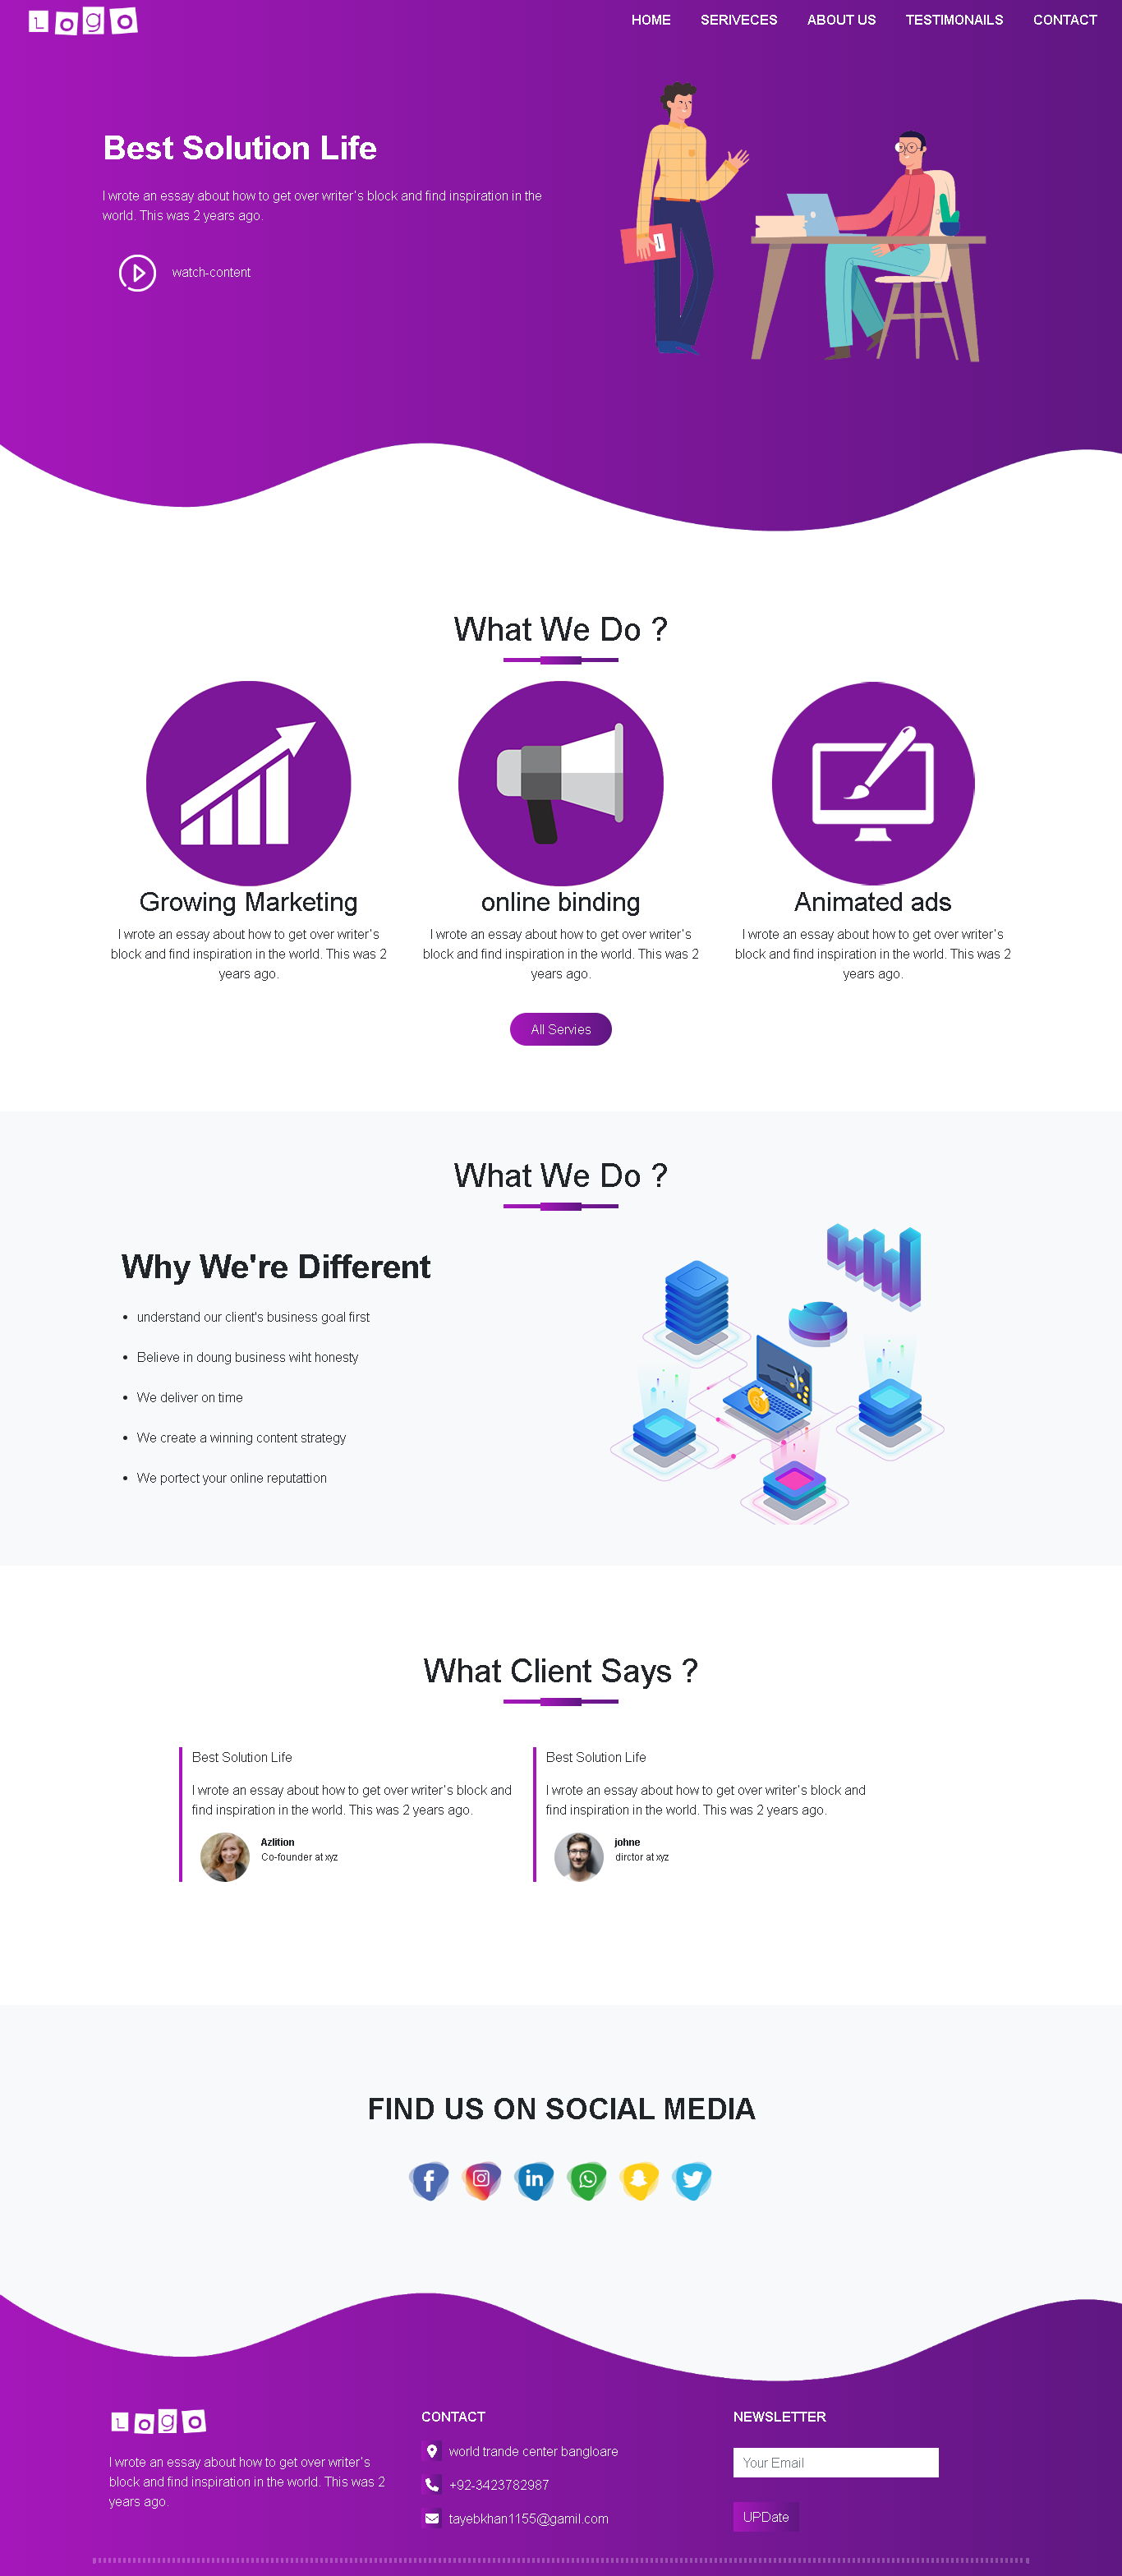 Logo
HOME SERIVECES ABOUT US TESTIMONAILS CONTACT
Best Solution Life
I wrote an essay about how to get over writer's block and find inspiration in the
world. This was 2 years ago.
watch-content
What We Do ?
Growing Marketing
I wrote an essay about how to get over writer's
block and find inspiration in the world. This was 2
years ago.
online binding
I wrote an essay about how to get over writer's
block and find inspiration in the world. This was 2
years ago.
Animated ads
I wrote an essay about how to get over writer's
block and find inspiration in the world. This was 2
years ago.
All Servies
What We Do ?
Why We're Different
understand our client's business goal first
Believe in doung business wiht honesty
We deliver on time
We create a winning content strategy
We portect your online reputattion
What Client Says ?
Best Solution Life
I wrote an essay about how to get over writer's block and
find inspiration in the world. This was 2 years ago.
Azlition
Co-founder at xyz
Best Solution Life
I wrote an essay about how to get over writer's block and
find inspiration in the world. This was 2 years ago.
johne
dirctor at xyz
FIND US ON SOCIAL MEDIA
Logo
I wrote an essay about how to get over writer's
block and find inspiration in the world. This was 2
years ago.
CONTACT
world trande center bangloare
+92-3423782987
tayebkhan1155@gamil.com
NEWSLETTER
Your Email
UPDate